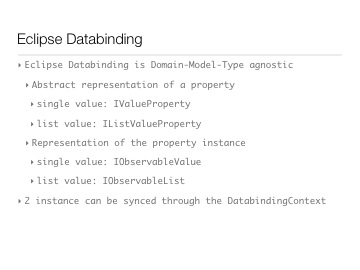 Eclipse Databinding
Eclipse Databinding is Domain-Model-Type agnostic
Abstract representation of a property
single value: IValueProperty
list value: IListValueProperty
Representation of the property instance
single value: IObservableValue
list value: IObservableList
2 instance can be synced through the DatabindingContext